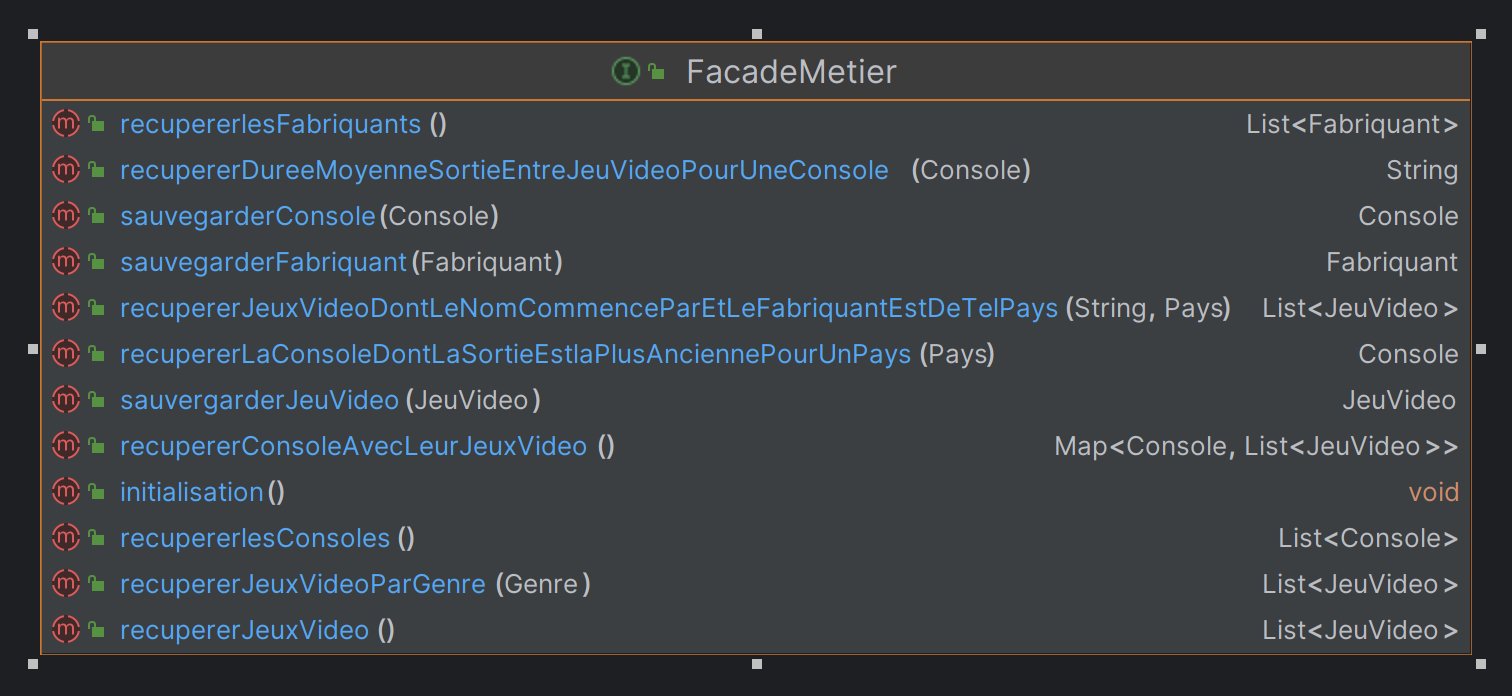 FacadeMetier
recupererlesFabriquants () List<Fabriquant>
recupererDureeMoyenneSortieEntreJeuVideoPourUneConsole (Console) String
sauvegarderConsole(Console) Console
sauvegarderFabriquant(Fabriquant) Fabriquant
recupererJeuxVideoDontLeNomCommenceParEtLeFabriquantEstDeTelPays (String, Pays) List<JeuVideo>
recupererLaConsoleDontLaSortieEstlaPlusAnciennePourUnPays (Pays) Console
sauvergarderJeuVideo (JeuVideo) JeuVideo
recupererConsoleAvecLeurJeuxVideo () Map<Console, List<JeuVideo>>
initialisation() void
recupererlesConsoles () List<Console>
recupererJeuxVideoParGenre (Genre) List<JeuVideo>
recupererJeuxVideo () List<JeuVideo>